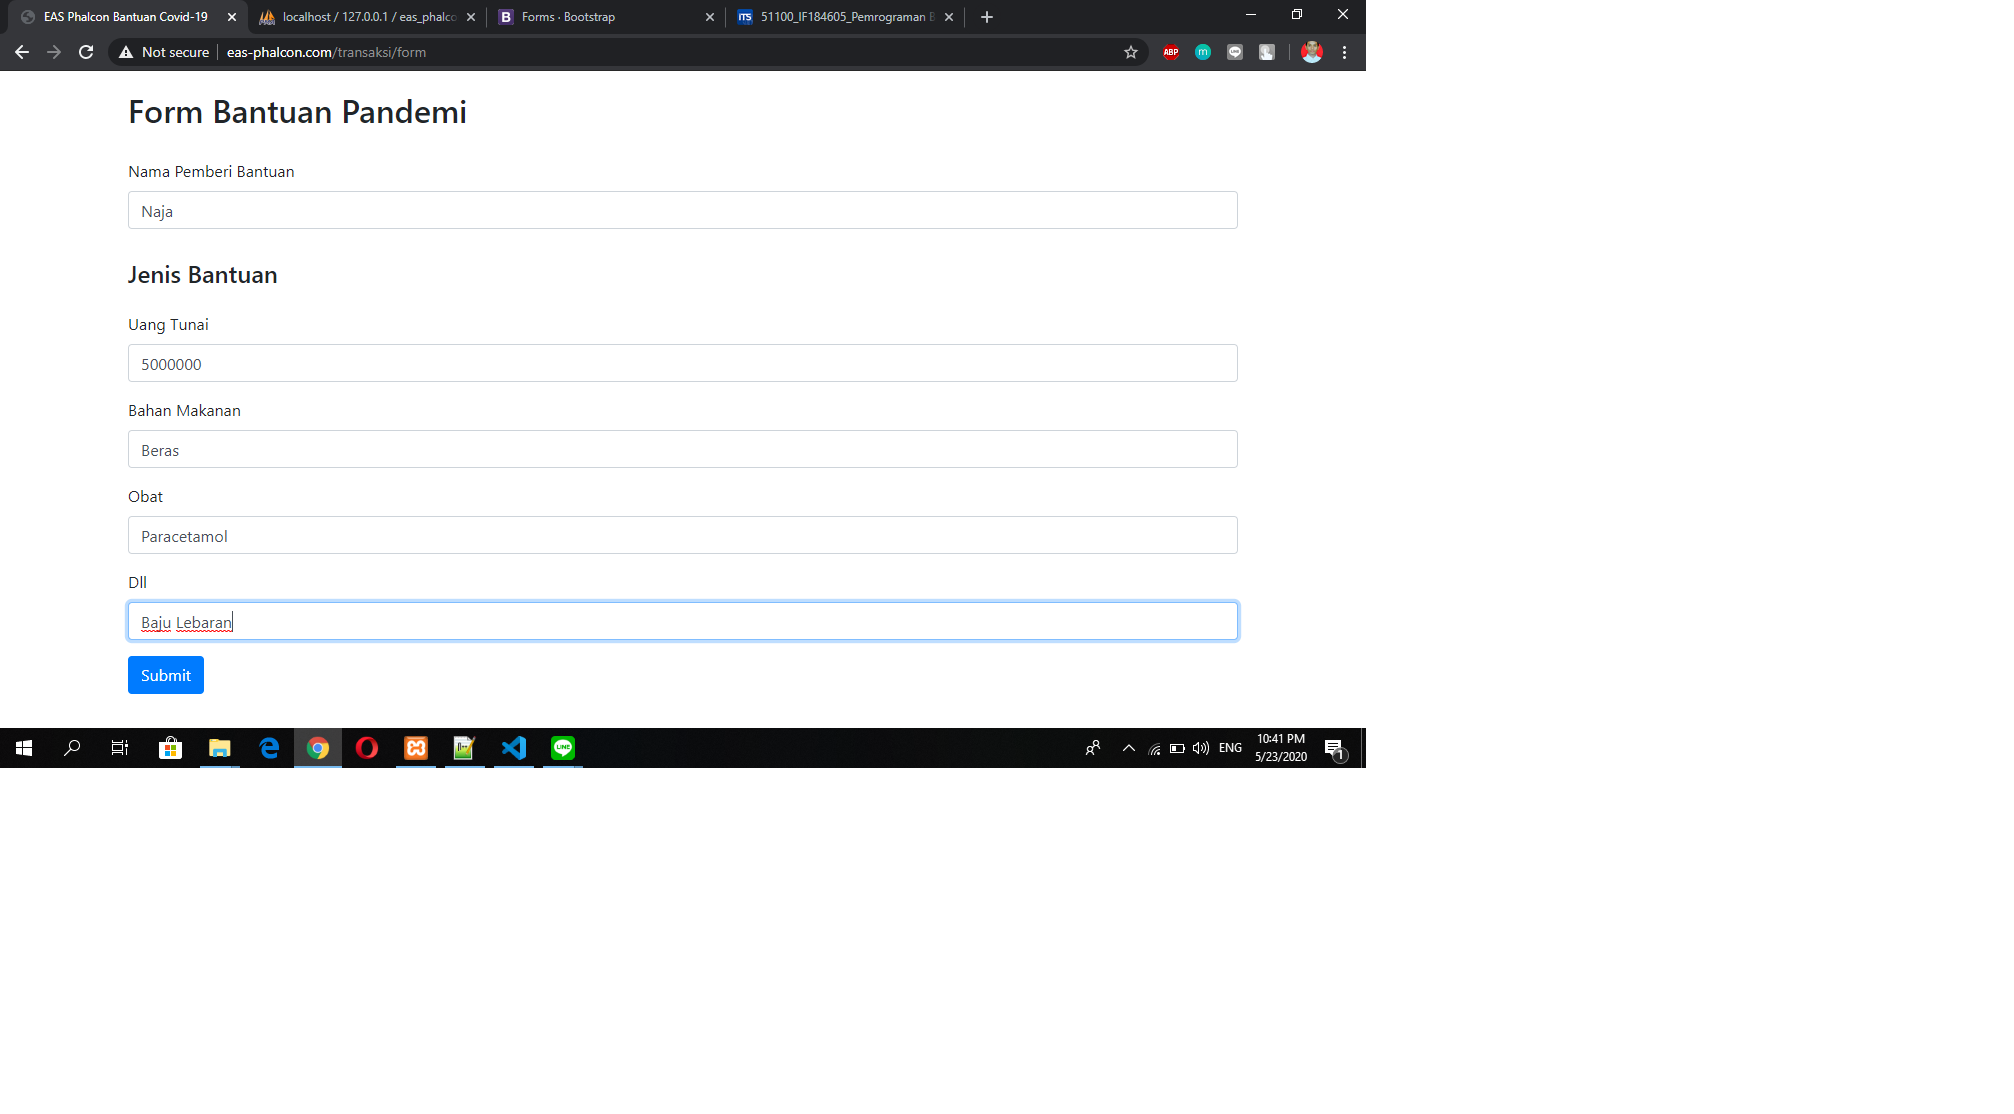 EAS Phalcon Bantuan Covid-19
localhost / 127.0.0.1 / eas_phalco
B Forms · Bootstrap
ITS 51100_IF184605_Pemrograman B
Not secure eas-phalcon.com/transaksi/form
ABP
m
Form Bantuan Pandemi
Nama Pemberi Bantuan
Naja
Jenis Bantuan
Uang Tunai
5000000
Bahan Makanan
Beras
Obat
Paracetamol
Dll
Baju Lebaran
Submit
LINE
ENG
10:41 PM
5/23/2020
1